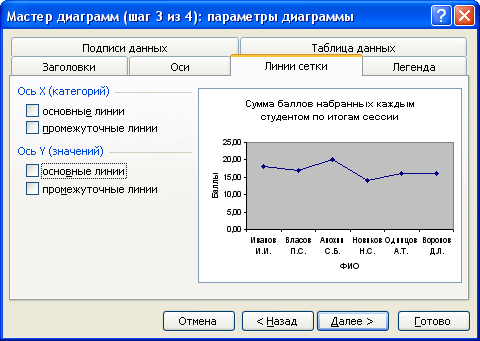 Мастер диаграмм (шаг 3 из 4): параметры диаграммы
Подписи данных
Таблица данных
Заголовки
Оси
Линии сетки
Легенда
Ось X (категорий)
основные линии
промежуточные линии
Ось Y (значений)
основные линии
промежуточные линии
Сумма баллов набранных каждым
студентом по итогам сессии
Баллы
25,00
20,00
15,00
10,00
5,00
0,00
Иванов Власов Анохин Новиков Одинцов Воронов
И.И. П.С. С.Б. Н.С. А.Т. Д.Л.
ФИО
Отмена
< Назад
Далее >
Готово